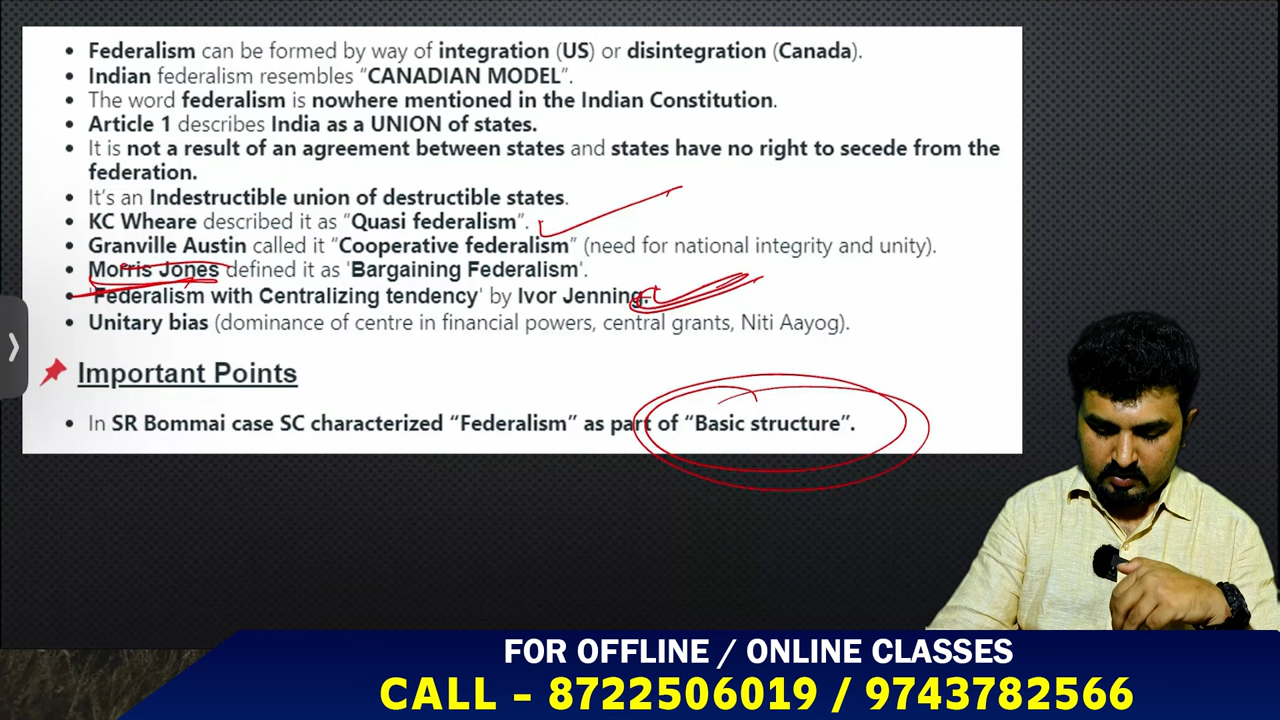 • Federalism can be formed by way of integration (US) or disintegration (Canada).
• Indian federalism resembles “CANADIAN MODEL”.
• The word federalism is nowhere mentioned in the Indian Constitution.
• Article 1 describes India as a UNION of states.
• It is not a result of an agreement between states and states have no right to secede from the
federation.
• It’s an Indestructible union of destructible states.
• KC Wheare described it as “Quasi federalism”.
• Granville Austin called it “Cooperative federalism” (need for national integrity and unity).
• Morris Jones defined it as 'Bargaining Federalism'.
• 'Federalism with Centralizing tendency' by Ivor Jenning.
• Unitary bias (dominance of centre in financial powers, central grants, Niti Aayog).
Important Points
• In SR Bommai case SC characterized “Federalism” as part of “Basic structure”.
FOR OFFLINE / ONLINE CLASSES
CALL - 8722506019 / 9743782566